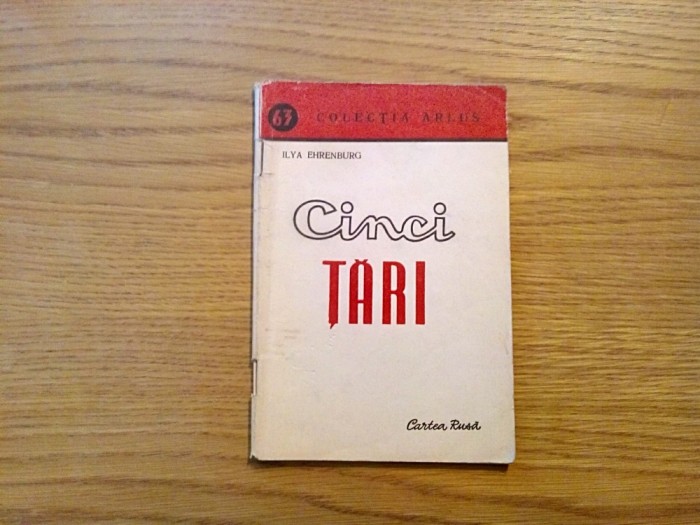 63 COLECȚIA ARLUS
ILYA EHRENBURG
Cinci
ȚĂRI
Cartea Rusă